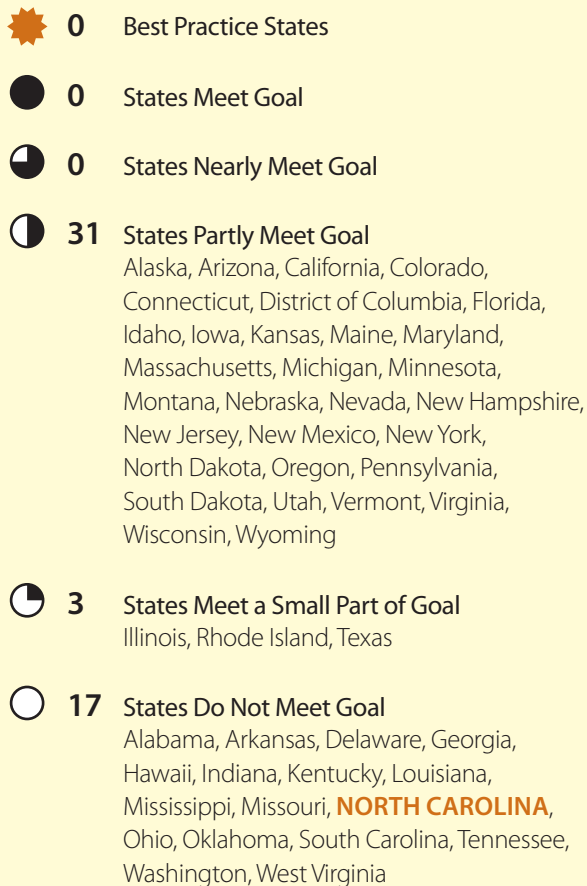 0 Best Practice States
0 States Meet Goal
0 States Nearly Meet Goal
31 States Partly Meet Goal
Alaska, Arizona, California, Colorado,
Connecticut, District of Columbia, Florida,
Idaho, Iowa, Kansas, Maine, Maryland,
Massachusetts, Michigan, Minnesota,
Montana, Nebraska, Nevada, New Hampshire,
New Jersey, New Mexico, New York,
North Dakota, Oregon, Pennsylvania,
South Dakota, Utah, Vermont, Virginia,
Wisconsin, Wyoming
3 States Meet a Small Part of Goal
Illinois, Rhode Island, Texas
17 States Do Not Meet Goal
Alabama, Arkansas, Delaware, Georgia,
Hawaii, Indiana, Kentucky, Louisiana,
Mississippi, Missouri, NORTH CAROLINA,
Ohio, Oklahoma, South Carolina, Tennessee,
Washington, West Virginia